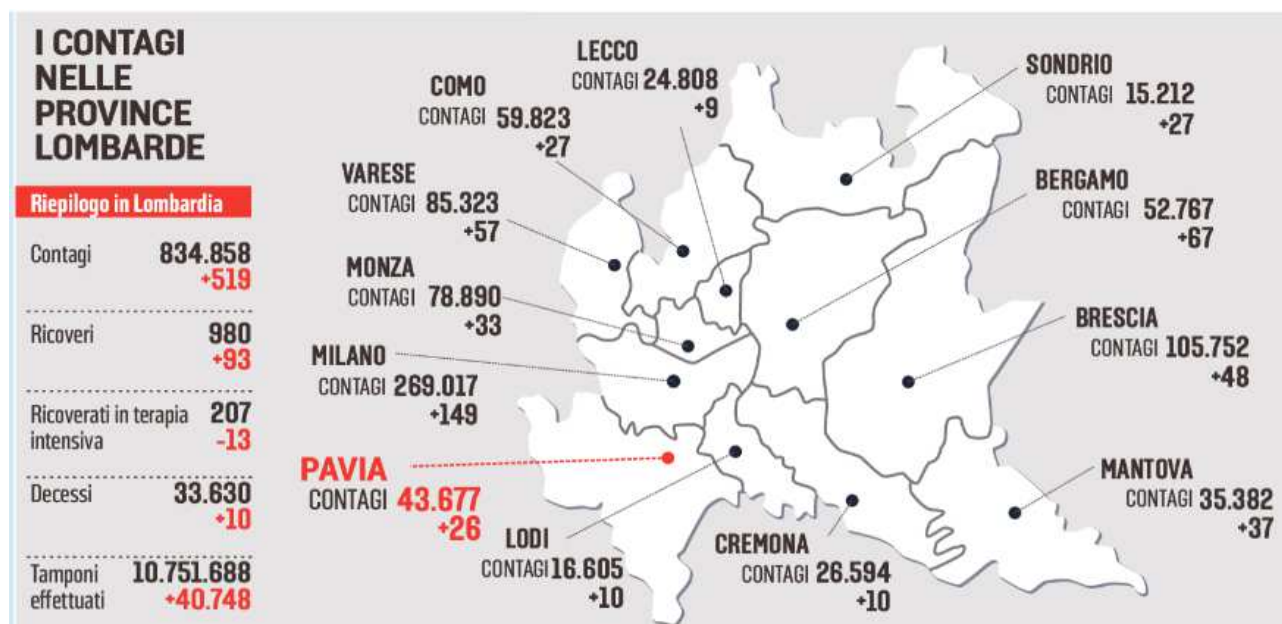 I CONTAGI
NELLE
PROVINCE
LOMBARDE
Riepilogo in Lombardia
Contagi 834.858
+519
Ricoveri 980
+93
Ricoverati in terapia 207
intensiva -13
Decessi 33.630
+10
Tamponi 10.751.688
effettuati +40.748
LECCO
CONTAGI 24.808
+9
COMO
CONTAGI 59.823
+27
VARESE
CONTAGI 85.323
+57
MONZA
CONTAGI 78.890
+33
MILANO
CONTAGI 269.017
+149
PAVIA
CONTAGI 43.677
+26
LODI
CONTAGI 16.605
+10
CREMONA
CONTAGI 26.594
+10
SONDRIO
CONTAGI 15.212
+27
BERGAMO
CONTAGI 52.767
+67
BRESCIA
CONTAGI 105.752
+48
MANTOVA
CONTAGI 35.382
+37